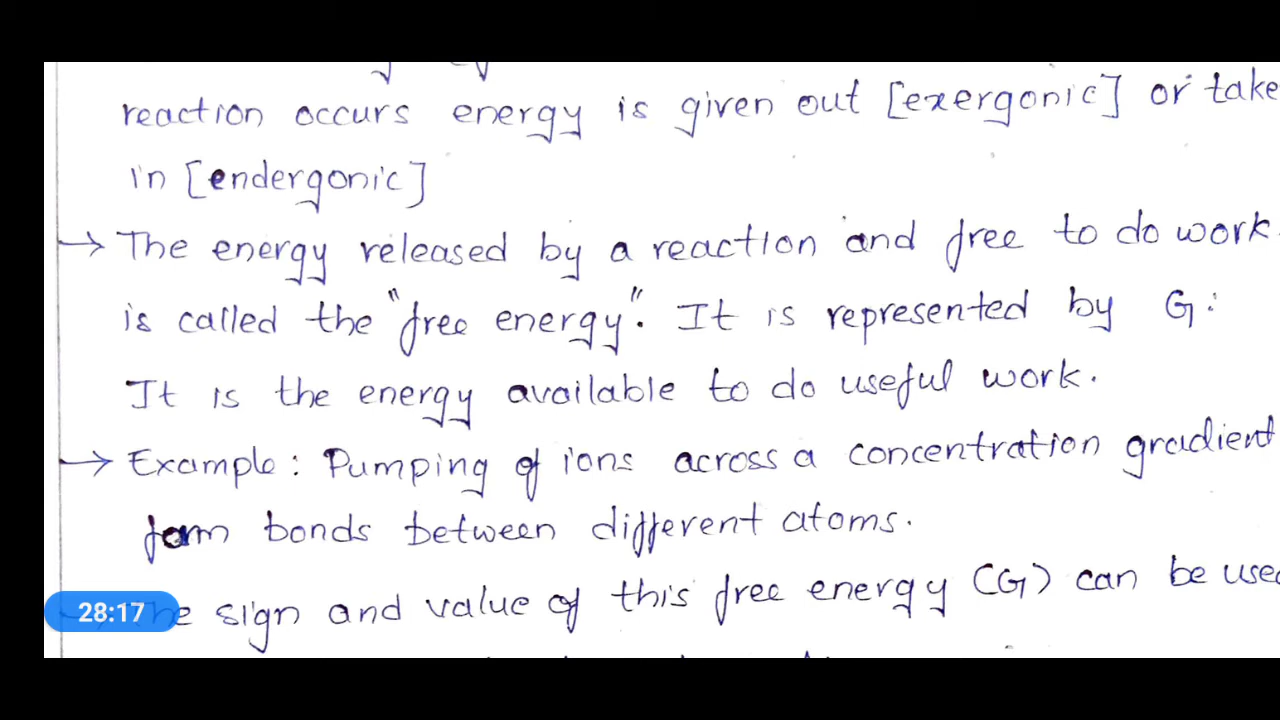 reaction occurs energy is given out [exergonic] or take
in [endergonic]
→ The energy released by a reaction and free to do work
is called the "free energy". It is represented by G.
It is the energy available to do useful work.
→ Example: Pumping of ions across a concentration gradient
form bonds between different atoms.
The sign and value of this free energy (G) can be used
28:17